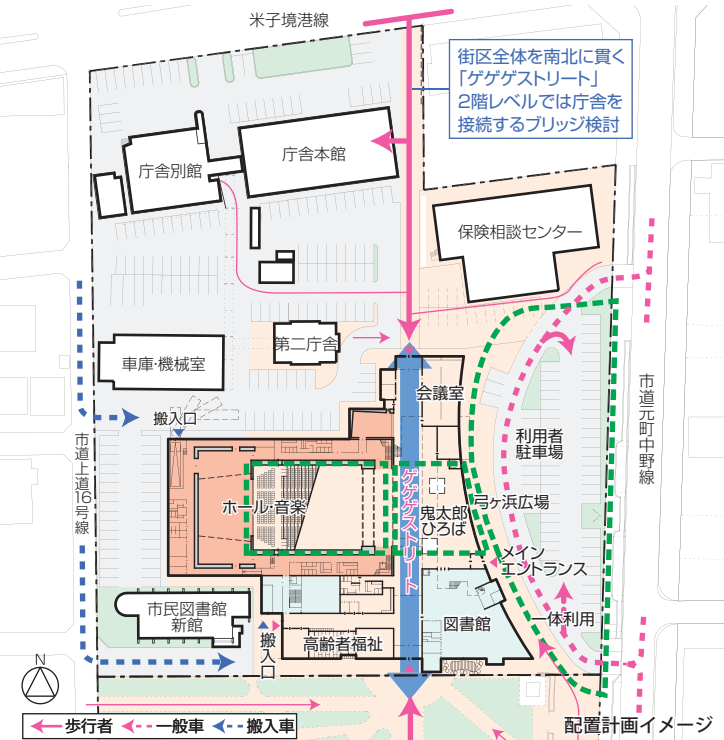 米子境港線
街区全体を南北に貫く
「ゲゲゲストリート」
2階レベルでは庁舎を
接続するブリッジ検討
庁舎別館
庁舎本館
保険相談センター
第二庁舎
車庫・機械室
会議室
搬入口
市道上道16号線
市道元町中野線
利用者
駐車場
ホール・音楽
ゲゲゲストリート
鬼太郎
ひろば
弓ヶ浜広場
メイン
エントランス
市民図書館
新館
搬入口
高齢者福祉
図書館
一体利用
N
歩行者
一般車
搬入車
配置計画イメージ